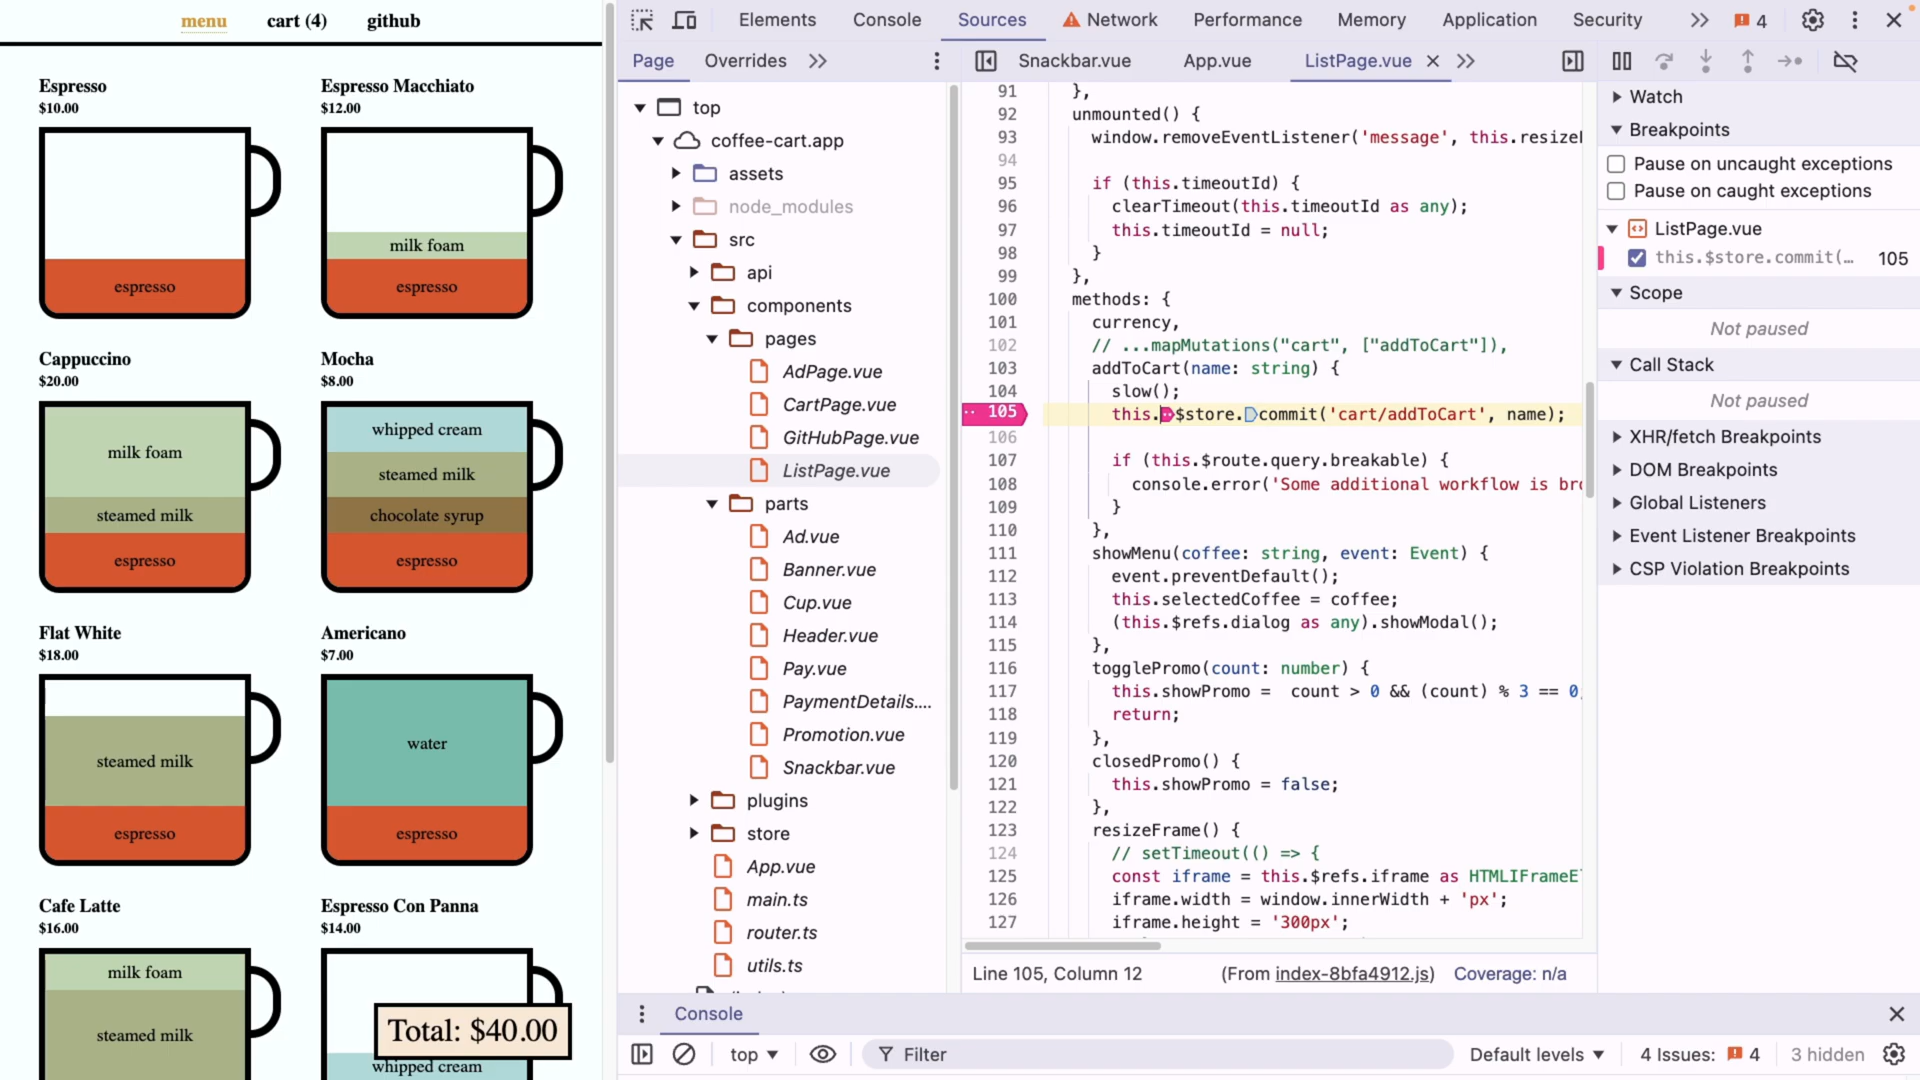 menu cart (4) github
Espresso
$10.00
espresso
Espresso Macchiato
$12.00
milk foam
espresso
Cappuccino
$20.00
milk foam
steamed milk
espresso
Mocha
$8.00
whipped cream
steamed milk
chocolate syrup
espresso
Flat White
$18.00
steamed milk
espresso
Americano
$7.00
water
espresso
Cafe Latte
$16.00
milk foam
steamed milk
Espresso Con Panna
$14.00
whipped cream
Total: $40.00
Elements Console Sources Network Performance Memory Application Security 4
Page Overrides
top
coffee-cart.app
assets
node_modules
src
api
components
pages
AdPage.vue
CartPage.vue
GitHubPage.vue
ListPage.vue
parts
Ad.vue
Banner.vue
Cup.vue
Header.vue
Pay.vue
PaymentDetails....
Promotion.vue
Snackbar.vue
plugins
store
App.vue
main.ts
router.ts
utils.ts
Snackbar.vue App.vue ListPage.vue
91 },
92 unmounted() {
93 window.removeEventListener('message', this.resize
94
95 if (this.timeoutId) {
96 clearTimeout(this.timeoutId as any);
97 this.timeoutId = null;
98 }
99 },
100 methods: {
101 currency,
102 // ...mapMutations("cart", ["addToCart"]),
103 addToCart(name: string) {
104 slow();
105 this.$store.commit('cart/addToCart', name);
106
107 if (this.$route.query.breakable) {
108 console.error('Some additional workflow is bro
109 }
110 },
111 showMenu(coffee: string, event: Event) {
112 event.preventDefault();
113 this.selectedCoffee = coffee;
114 (this.$refs.dialog as any).showModal();
115 },
116 togglePromo(count: number) {
117 this.showPromo = count > 0 && (count) % 3 == 0
118 return;
119 },
120 closedPromo() {
121 this.showPromo = false;
122 },
123 resizeFrame() {
124 // setTimeout(() => {
125 const iframe = this.$refs.iframe as HTMLIFrameE
126 iframe.width = window.innerWidth + 'px';
127 iframe.height = '300px';
Line 105, Column 12 (From index-8bfa4912.js) Coverage: n/a
Watch
Breakpoints
Pause on uncaught exceptions
Pause on caught exceptions
ListPage.vue
this.$store.commit(… 105
Scope
Not paused
Call Stack
Not paused
XHR/fetch Breakpoints
DOM Breakpoints
Global Listeners
Event Listener Breakpoints
CSP Violation Breakpoints
Console
top Filter Default levels 4 Issues: 4 3 hidden